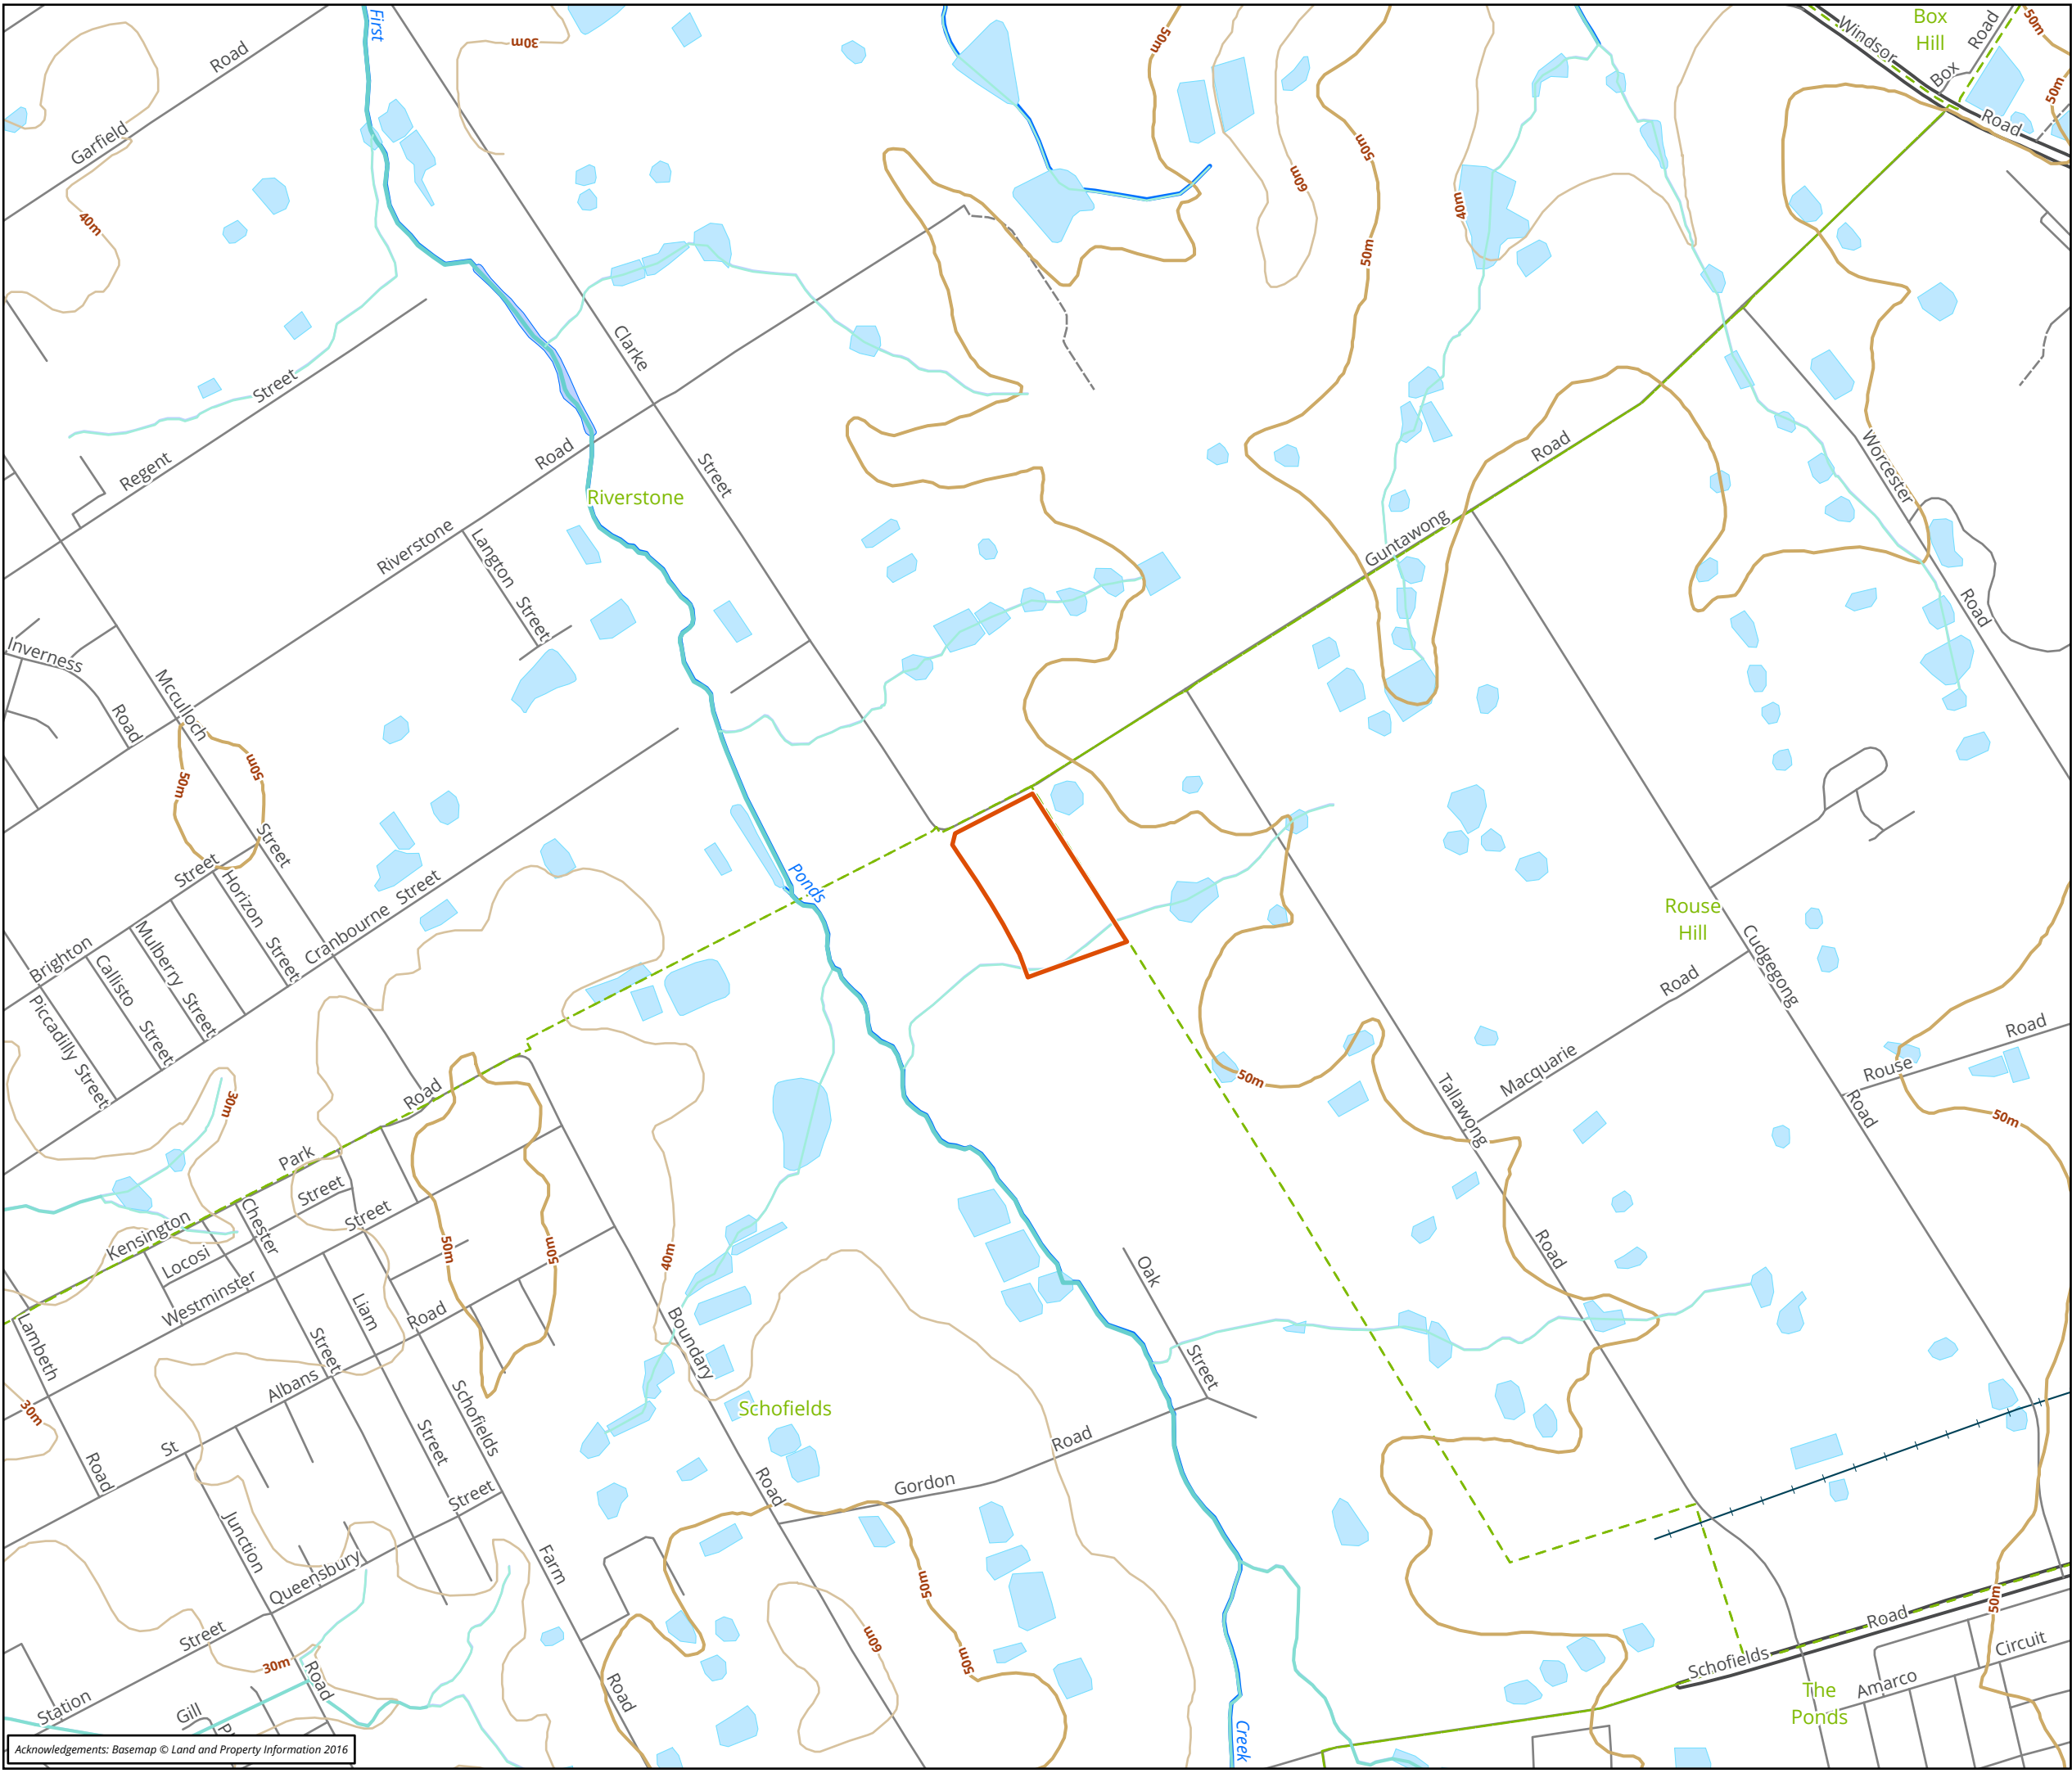 First
Road
Garfield
30m
50m
50m
60m
50m
40m
Windsor
Road
Box
Hill
Box
Road
50m
50m
40m
Clarke
Street
Street
Regent
Road
Riverstone
Riverstone
Langton
Street
Road
Guntawong
Worcester
Road
Inverness
Road
Mcculloch
Street
50m
50m
Street
Brighton
Horizon
Street
Cranbourne Street
Mulberry
Street
Callisto
Street
Piccadilly
Street
Ponds
Rouse
Hill
Cudgegong
Road
Road
Macquarie
Road
Rouse
50m
50m
Tallawong
Road
30m
Road
Park
Street
Street
Kensington
Locosi
Chester
Street
Westminster
50m
50m
40m
Liam
Street
Road
Albans
St
Lambeth
Road
30m
Schofields
Farm
Road
Boundary
Road
Oak
Street
Schofields
Road
Gordon
Street
Queensbury
Junction
Road
Street
Station
30m
Gill
50m
50m
60m
Creek
50m
Road
Schofields
The
Ponds
Amarco
Circuit
Acknowledgements: Basemap © Land and Property Information 2016